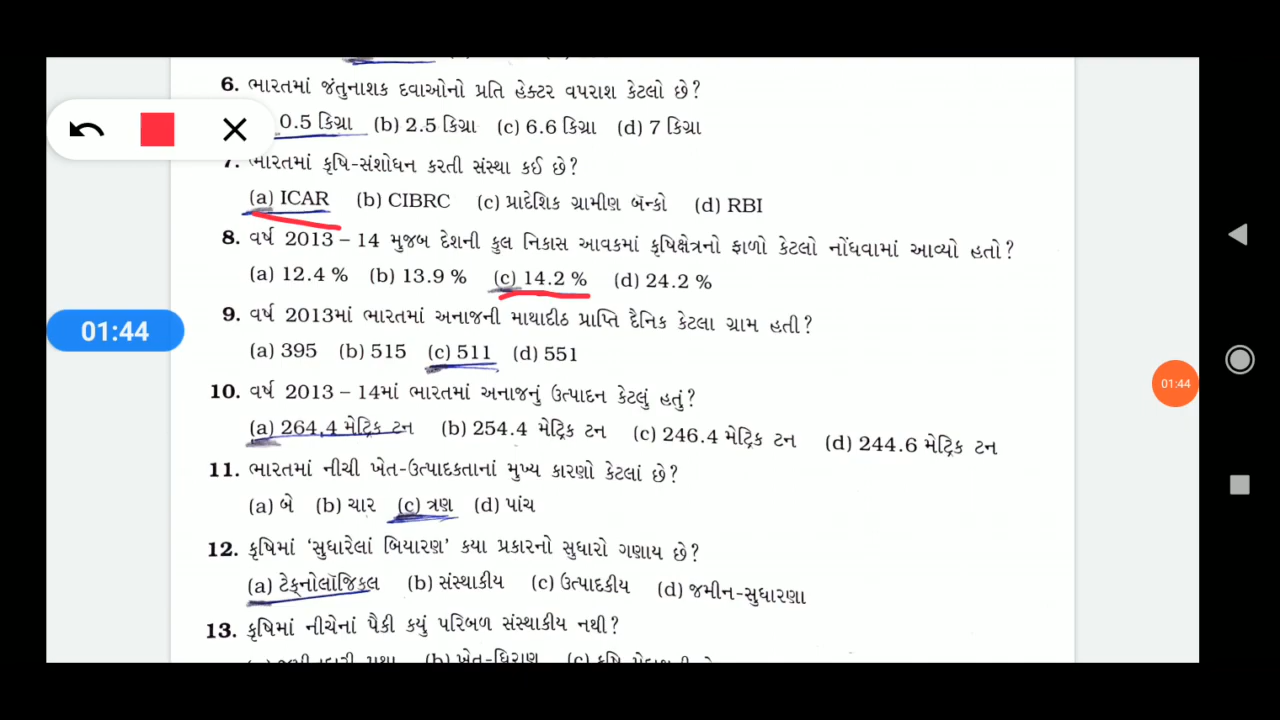 6. ભારતમાં જંતુનાશક દવાઓનો પ્રતિ હેક્ટર વપરાશ કેટલો છે?
0.5 કિગ્રા (b) 2.5 કિગ્રા (c) 6.6 કિગ્રા (d) 7 કિગ્રા
7. ભારતમાં કૃષિ-સંશોધન કરતી સંસ્થા કઈ છે?
(a) ICAR (b) CIBRC (c) પ્રાદેશિક ગ્રામીણ બૅન્કો (d) RBI
8. વર્ષ 2013 – 14 મુજબ દેશની કુલ નિકાસ આવકમાં કૃષિક્ષેત્રનો ફાળો કેટલો નોંધવામાં આવ્યો હતો?
(a) 12.4 % (b) 13.9 % (c) 14.2 % (d) 24.2 %
01:44
9. વર્ષ 2013માં ભારતમાં અનાજની માથાદીઠ પ્રાપ્તિ દૈનિક કેટલા ગ્રામ હતી?
(a) 395 (b) 515 (c) 511 (d) 551
01:44
10. વર્ષ 2013 – 14માં ભારતમાં અનાજનું ઉત્પાદન કેટલું હતું?
(a) 264.4 મેટ્રિક ટન (b) 254.4 મેટ્રિક ટન (c) 246.4 મેટ્રિક ટન (d) 244.6 મેટ્રિક ટન
11. ભારતમાં નીચી ખેત-ઉત્પાદકતાનાં મુખ્ય કારણો કેટલાં છે?
(a) બે (b) ચાર (c) ત્રણ (d) પાંચ
12. કૃષિમાં ‘સુધારેલાં બિયારણ’ કયા પ્રકારનો સુધારો ગણાય છે?
(a) ટેક્નોલૉજિકલ (b) સંસ્થાકીય (c) ઉત્પાદકીય (d) જમીન-સુધારણા
13. કૃષિમાં નીચેનાં પૈકી કયું પરિબળ સંસ્થાકીય નથી?
(b) ખેત-ધિરાણ (c)